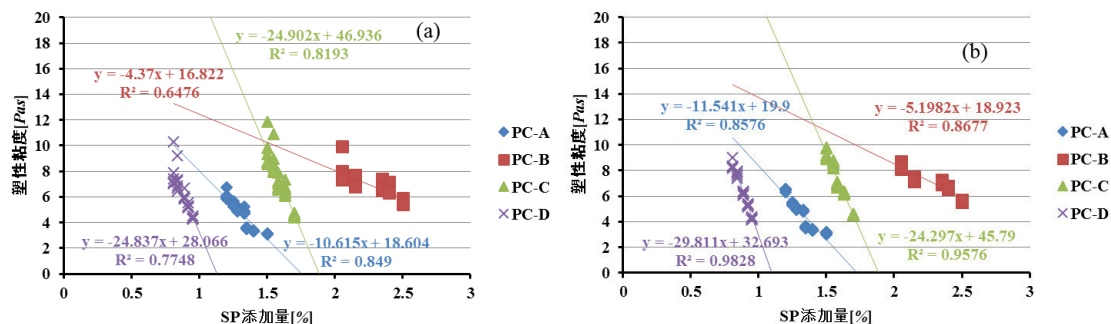 (a)
塑性粘度[Pas]
20
18
16
14
12
10
8
6
4
2
0
y = -24.902x + 46.936
R² = 0.8193
y = -4.37x + 16.822
R² = 0.6476
y = -24.837x + 28.066
R² = 0.7748
y = -10.615x + 18.604
R² = 0.849
0 0.5 1 1.5 2 2.5 3
SP添加量[%]
PC-A
PC-B
PC-C
PC-D
(b)
塑性粘度[Pas]
20
18
16
14
12
10
8
6
4
2
0
y = -11.541x + 19.9
R² = 0.8576
y = -5.1982x + 18.923
R² = 0.8677
y = -29.811x + 32.693
R² = 0.9828
y = -24.297x + 45.79
R² = 0.9576
0 0.5 1 1.5 2 2.5 3
SP添加量[%]
PC-A
PC-B
PC-C
PC-D